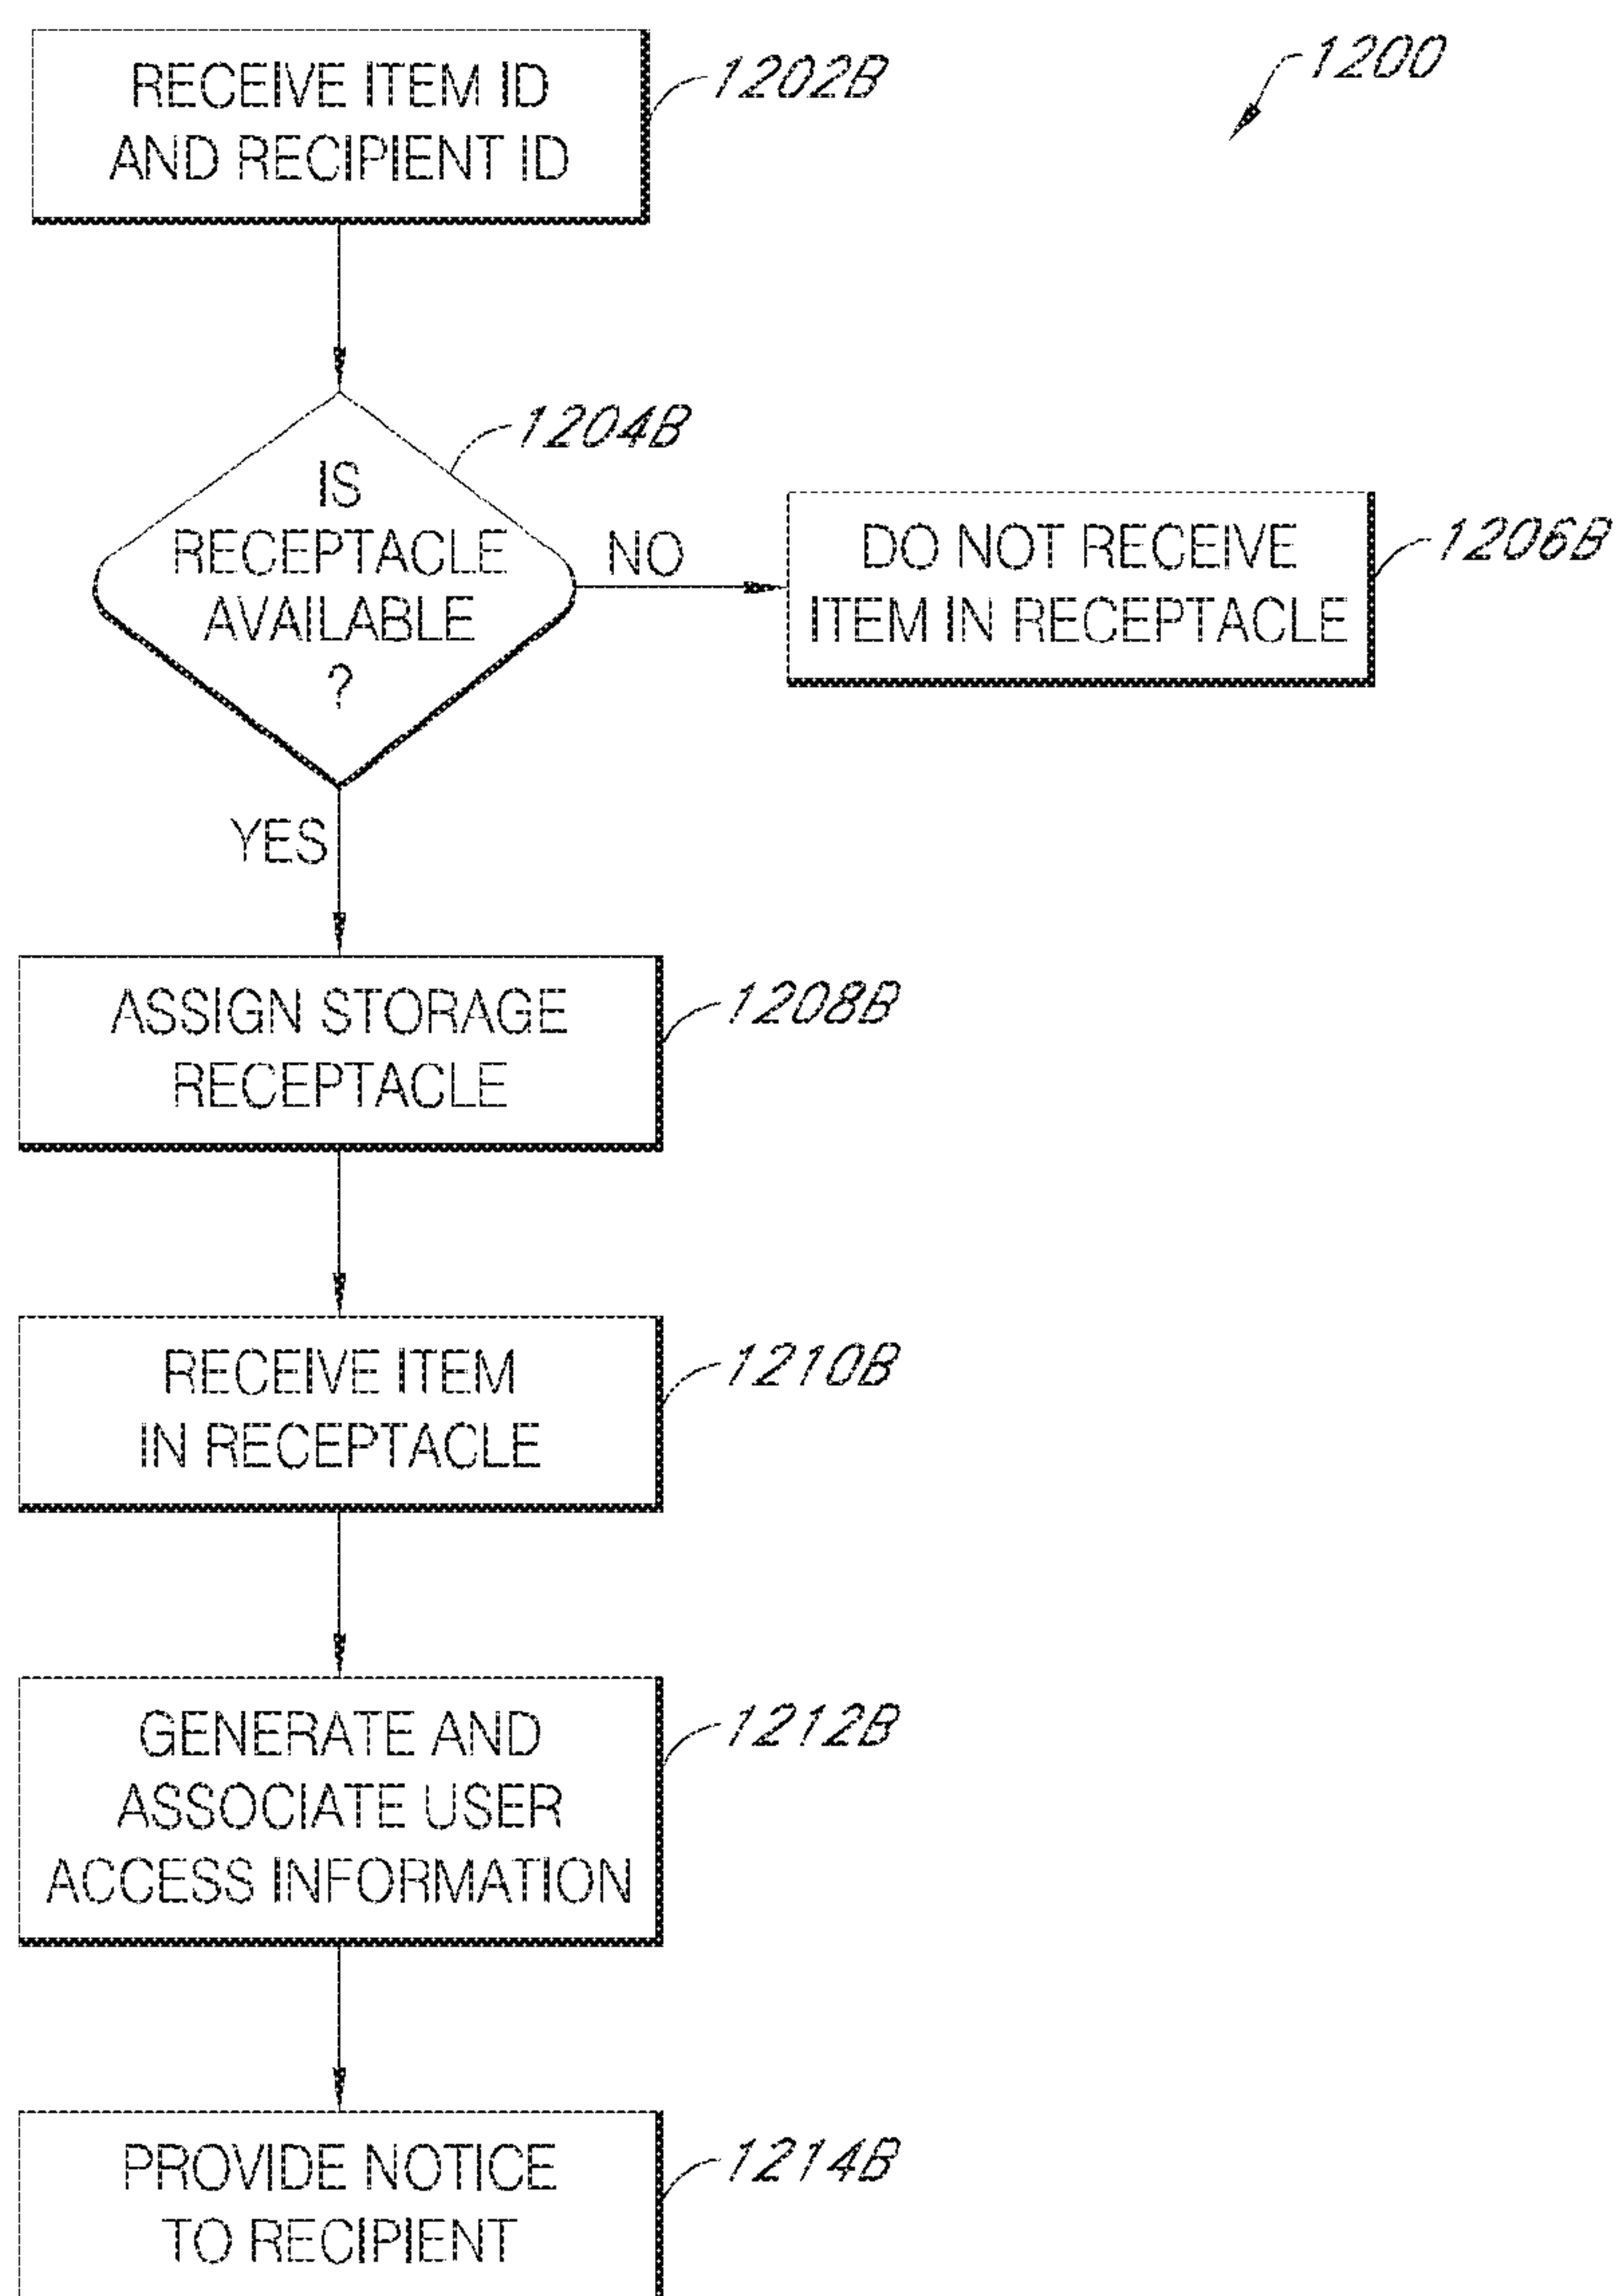 RECEIVE ITEM ID
AND RECIPIENT ID
1202B
1200
IS
RECEPTACLE
AVAILABLE
?
1204B
NO
DO NOT RECEIVE
ITEM IN RECEPTACLE
1206B
YES
ASSIGN STORAGE
RECEPTACLE
1208B
RECEIVE ITEM
IN RECEPTACLE
1210B
GENERATE AND
ASSOCIATE USER
ACCESS INFORMATION
1212B
PROVIDE NOTICE
TO RECIPIENT
1214B